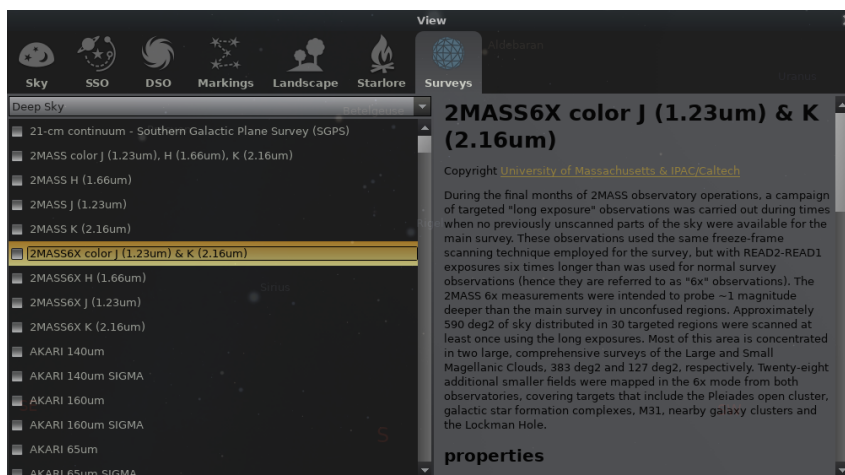 View
Aldebaran
Uranus
Sky SSO DSO Markings Landscape Starlore Surveys
Deep Sky
Betelgeuse
21-cm continuum - Southern Galactic Plane Survey (SGPS)
2MASS color J (1.23um), H (1.66um), K (2.16um)
2MASS H (1.66um)
2MASS J (1.23um)
2MASS K (2.16um)
2MASS6X color J (1.23um) & K (2.16um)
2MASS6X H (1.66um)
Sirius
2MASS6X J (1.23um)
2MASS6X K (2.16um)
AKARI 140um
AKARI 140um SIGMA
AKARI 160um
SE
AKARI 160um SIGMA
S
AKARI 65um
AKARI 65um SIGMA
2MASS6X color J (1.23um) & K
(2.16um)
Copyright University of Massachusetts & IPAC/Caltech
During the final months of 2MASS observatory operations, a campaign
of targeted "long exposure" observations was carried out during times
when no previously unscanned parts of the sky were available for the
main survey. These observations used the same freeze-frame
scanning technique employed for the survey, but with READ2-READ1
exposures six times longer than was used for normal survey
observations (hence they are referred to as "6x" observations). The
2MASS 6x measurements were intended to probe ~1 magnitude
deeper than the main survey in unconfused regions. Approximately
590 deg2 of sky distributed in 30 targeted regions were scanned at
least once using the long exposures. Most of this area is concentrated
in two large, comprehensive surveys of the Large and Small
Magellanic Clouds, 383 deg2 and 127 deg2, respectively. Twenty-eight
additional smaller fields were mapped in the 6x mode from both
observatories, covering targets that include the Pleiades open cluster,
galactic star formation complexes, M31, nearby galaxy clusters and
the Lockman Hole.
properties